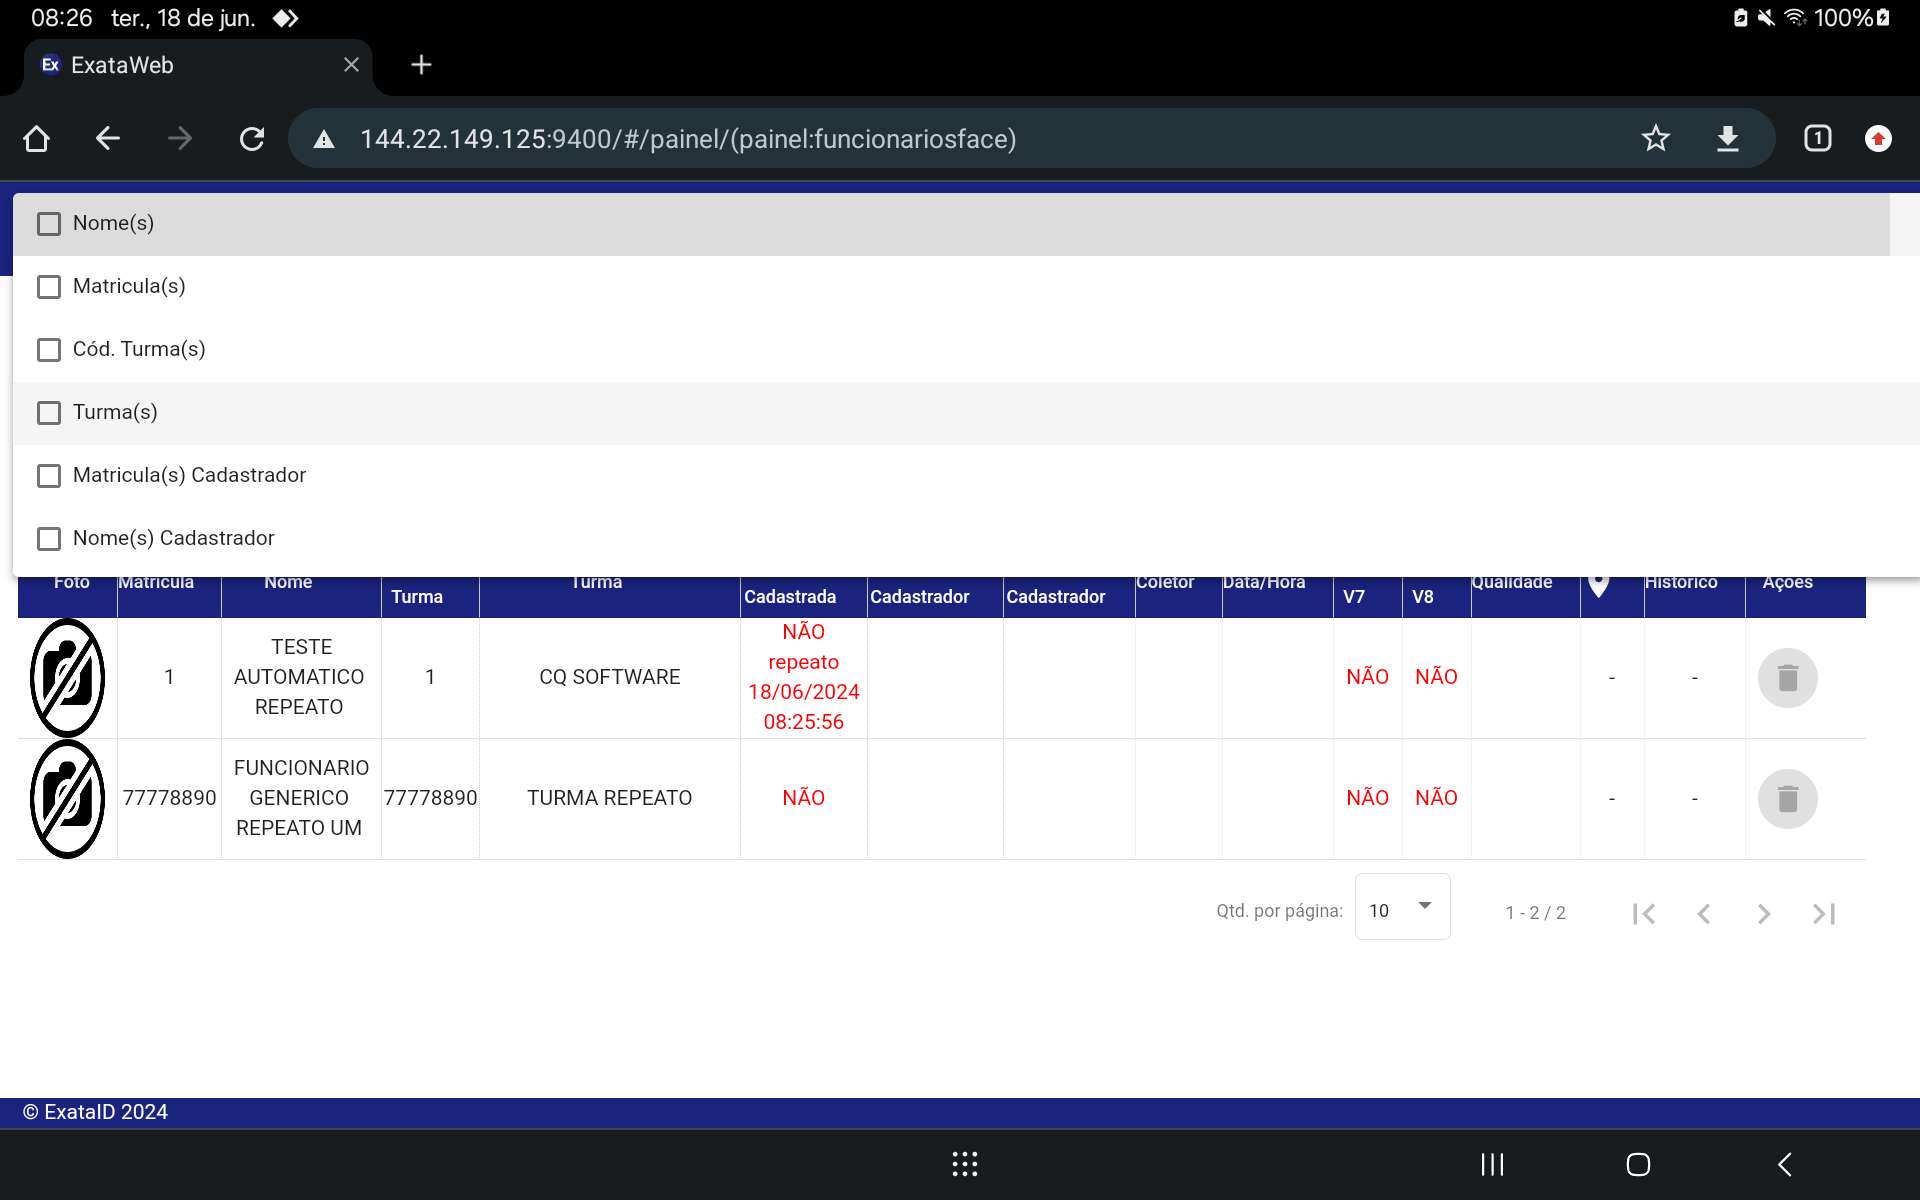 08:26 ter., 18 de jun. 100%
Ex ExataWeb
144.22.149.125:9400/#/painel/(painel:funcionariosface) 1
Nome(s)
Matricula(s)
Cód. Turma(s)
Turma(s)
Matricula(s) Cadastrador
Nome(s) Cadastrador
Foto Matrícula Nome Turma Turma Cadastrada Cadastrador Cadastrador Coletor Data/Hora V7 V8 Qualidade Histórico Ações
TESTE AUTOMATICO REPEATO
1
1
CQ SOFTWARE
NÃO
repeato
18/06/2024
08:25:56
NÃO NÃO - -
FUNCIONARIO GENERICO REPEATO UM
77778890
77778890
TURMA REPEATO
NÃO
NÃO NÃO - -
Qtd. por página: 10 1 - 2 / 2
© ExataID 2024